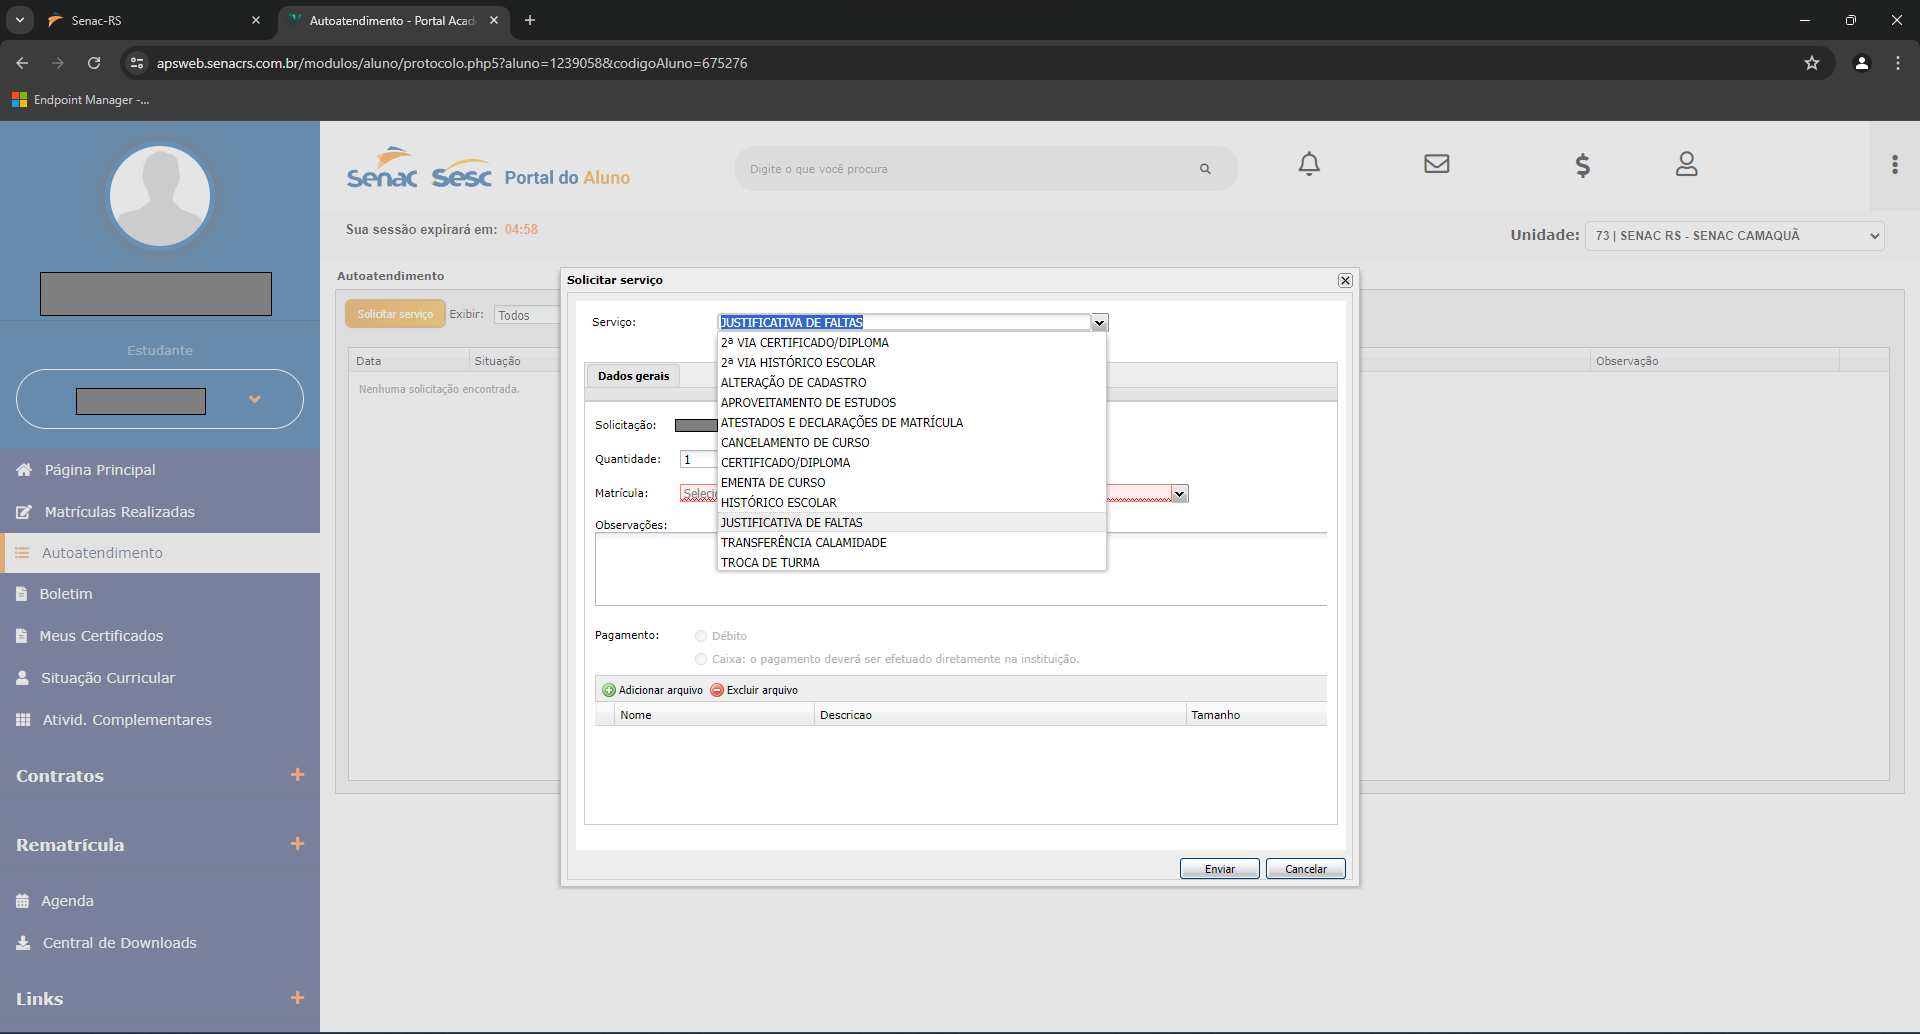 Senac-RS
Autoatendimento - Portal Acad
apsweb.senacrs.com.br/modulos/aluno/protocolo.php5?aluno=1239058&codigoAluno=675276
Endpoint Manager -...
Senac Sesc Portal do Aluno
Digite o que você procura
Sua sessão expirará em: 04:58
Unidade: 73 | SENAC RS - SENAC CAMAQUÃ
Estudante
Página Principal
Matrículas Realizadas
Autoatendimento
Boletim
Meus Certificados
Situação Curricular
Ativid. Complementares
Contratos
Rematrícula
Agenda
Central de Downloads
Links
Autoatendimento
Solicitar serviço Exibir: Todos
Data Situação Observação
Nenhuma solicitação encontrada.
Solicitar serviço
Serviço: JUSTIFICATIVA DE FALTAS
2ª VIA CERTIFICADO/DIPLOMA
2ª VIA HISTÓRICO ESCOLAR
ALTERAÇÃO DE CADASTRO
APROVEITAMENTO DE ESTUDOS
ATESTADOS E DECLARAÇÕES DE MATRÍCULA
CANCELAMENTO DE CURSO
CERTIFICADO/DIPLOMA
EMENTA DE CURSO
HISTÓRICO ESCOLAR
JUSTIFICATIVA DE FALTAS
TRANSFERÊNCIA CALAMIDADE
TROCA DE TURMA
Dados gerais
Solicitação:
Quantidade: 1
Matrícula: Seleci
Observações:
Pagamento: Débito
Caixa: o pagamento deverá ser efetuado diretamente na instituição.
Adicionar arquivo Excluir arquivo
Nome Descricao Tamanho
Enviar Cancelar